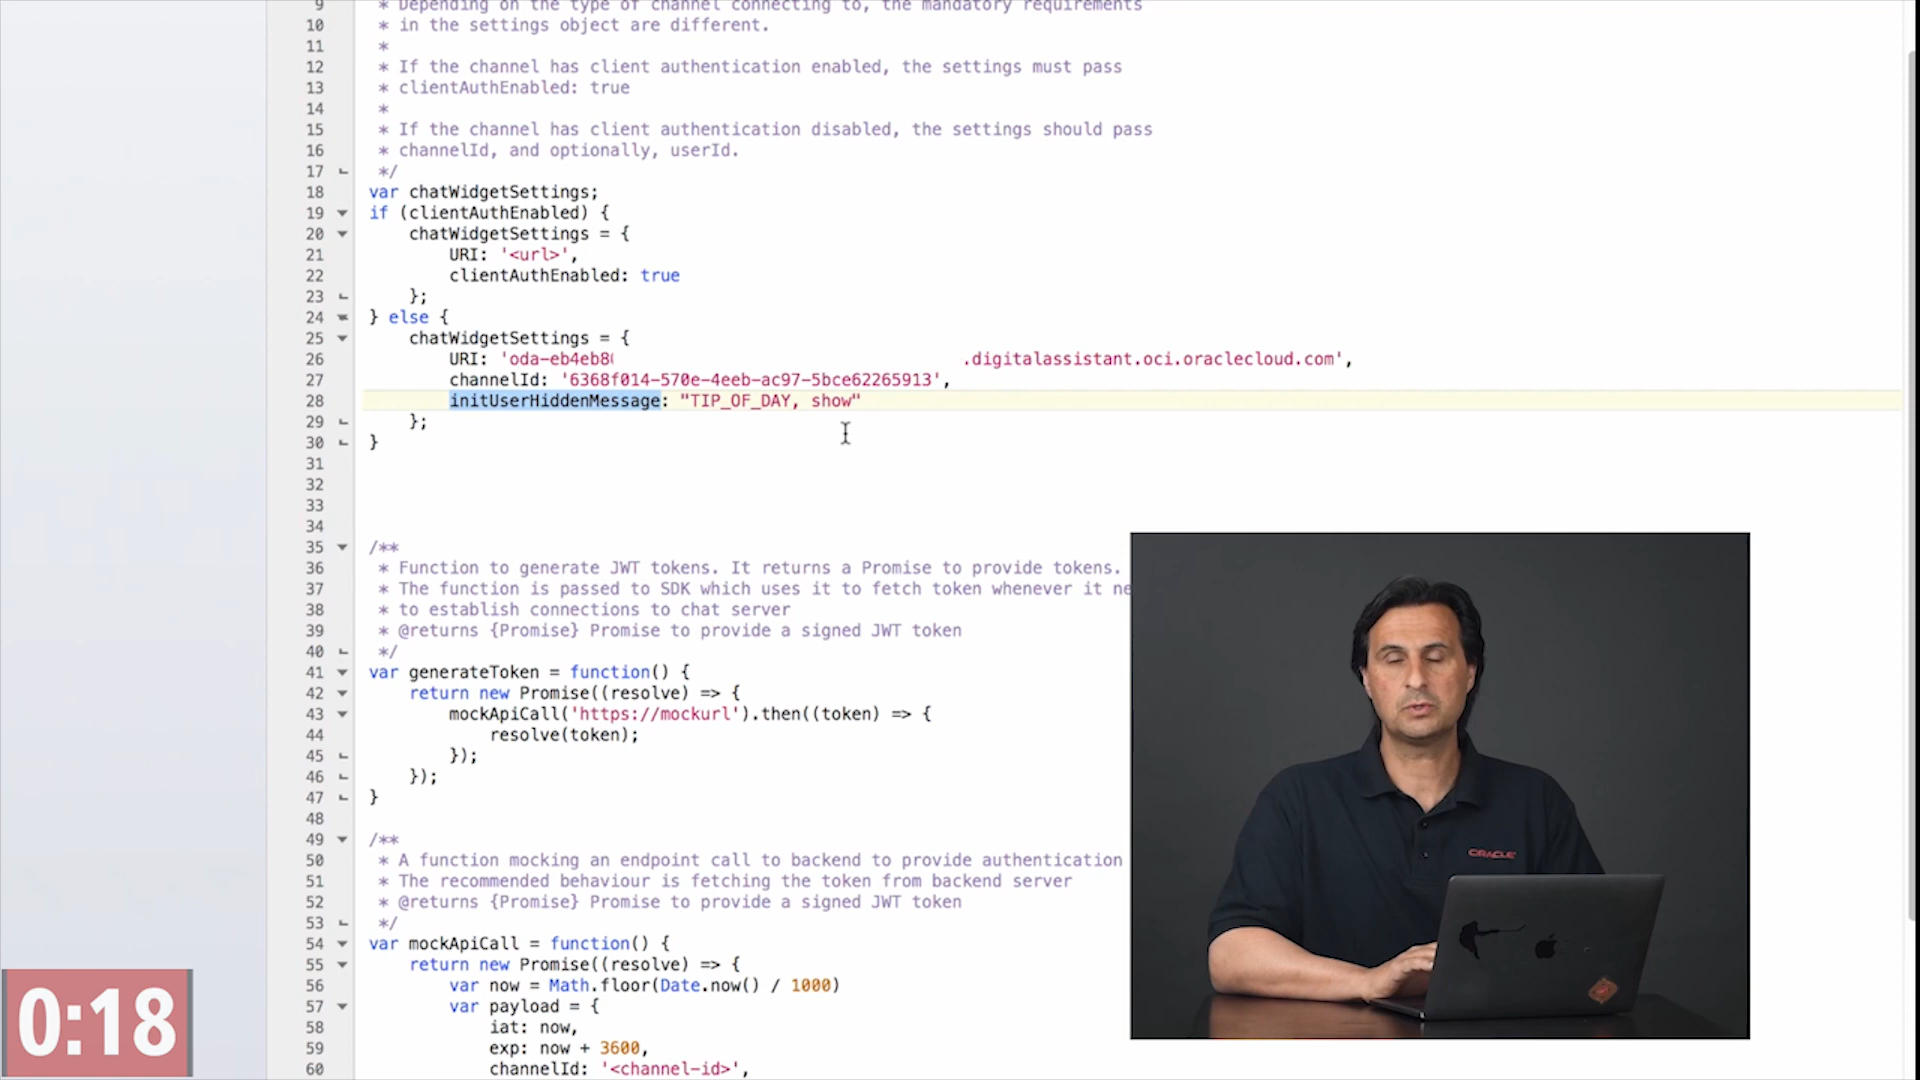 9 * Depending on the type of channel connecting to, the mandatory requirements
10 * in the settings object are different.
11 *
12 * If the channel has client authentication enabled, the settings must pass
13 * clientAuthEnabled: true
14 *
15 * If the channel has client authentication disabled, the settings should pass
16 * channelId, and optionally, userId.
17 */
18 var chatWidgetSettings;
19 if (clientAuthEnabled) {
20 chatWidgetSettings = {
21 URI: '<url>',
22 clientAuthEnabled: true
23 };
24 } else {
25 chatWidgetSettings = {
26 URI: 'oda-eb4eb8 .digitalassistant.oci.oraclecloud.com',
27 channelId: '6368f014-570e-4eeb-ac97-5bce62265913',
28 initUserHiddenMessage: "TIP_OF_DAY, show"
29 };
30 }
31
32
33
34
35 /**
36 * Function to generate JWT tokens. It returns a Promise to provide tokens.
37 * The function is passed to SDK which uses it to fetch token whenever it ne
38 * to establish connections to chat server
39 * @returns {Promise} Promise to provide a signed JWT token
40 */
41 var generateToken = function() {
42 return new Promise((resolve) => {
43 mockApiCall('https://mockurl').then((token) => {
44 resolve(token);
45 });
46 });
47 }
48
49 /**
50 * A function mocking an endpoint call to backend to provide authentication
51 * The recommended behaviour is fetching the token from backend server
52 * @returns {Promise} Promise to provide a signed JWT token
53 */
54 var mockApiCall = function() {
55 return new Promise((resolve) => {
56 var now = Math.floor(Date.now() / 1000)
57 var payload = {
58 iat: now,
59 exp: now + 3600,
60 channelId: '<channel-id>',
ORACLE
0:18